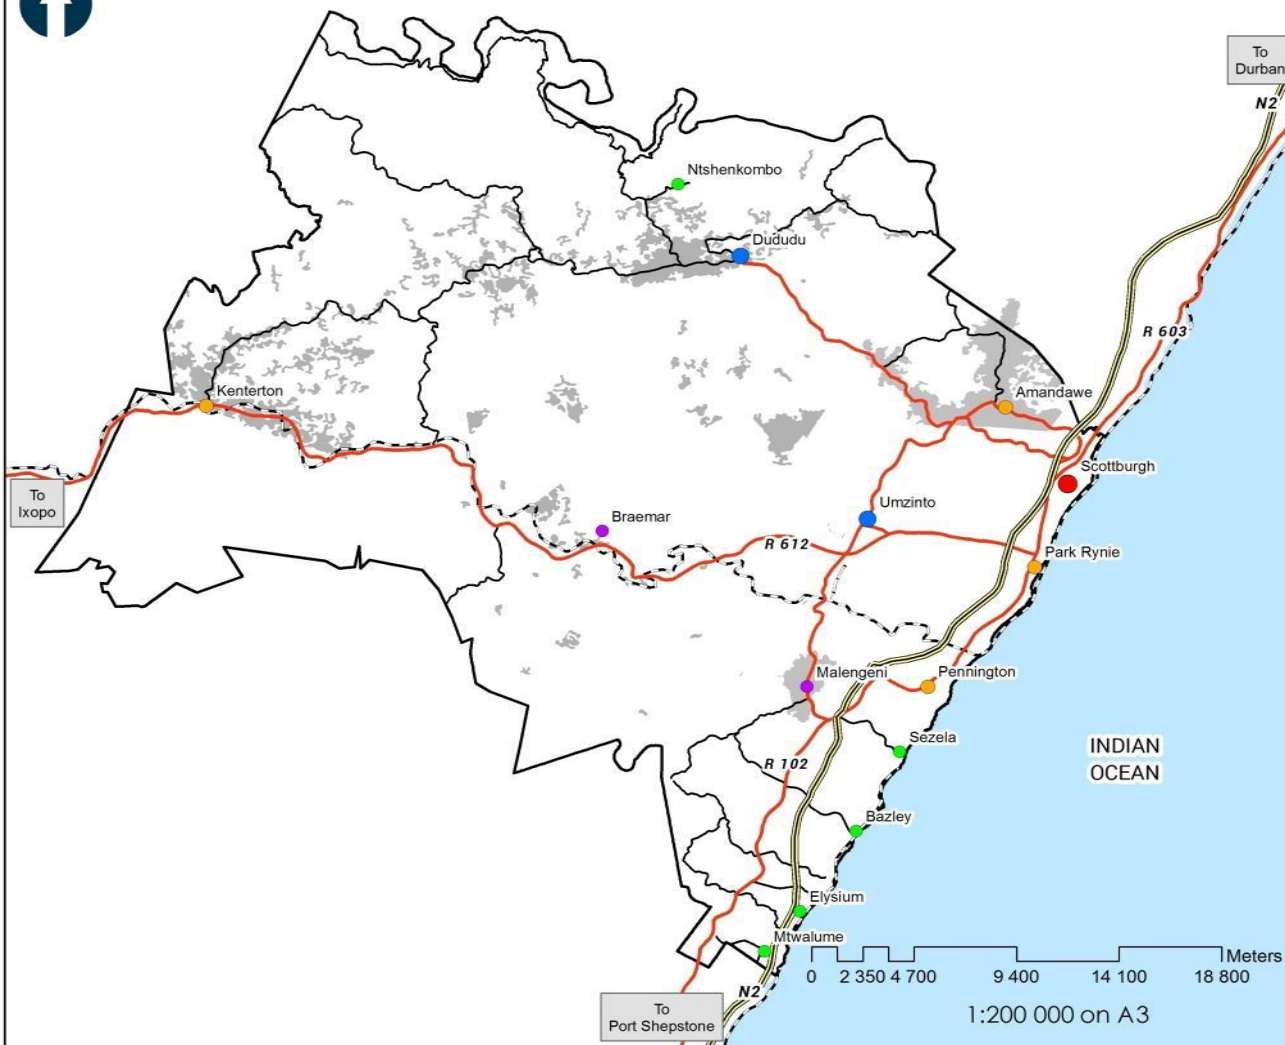 To
Durban
N2
Ntshenkombo
Dududu
R 603
Kenterton
Amandawe
Scottburgh
To
Ixopo
Umzinto
Braemar
R 612
Park Rynie
Malengeni
Pennington
Sezela
INDIAN
OCEAN
R 102
Bazley
Elysium
Mtwalume
Meters
0 2 350 4 700 9 400 14 100 18 800
N2
To
Port Shepstone
1:200 000 on A3